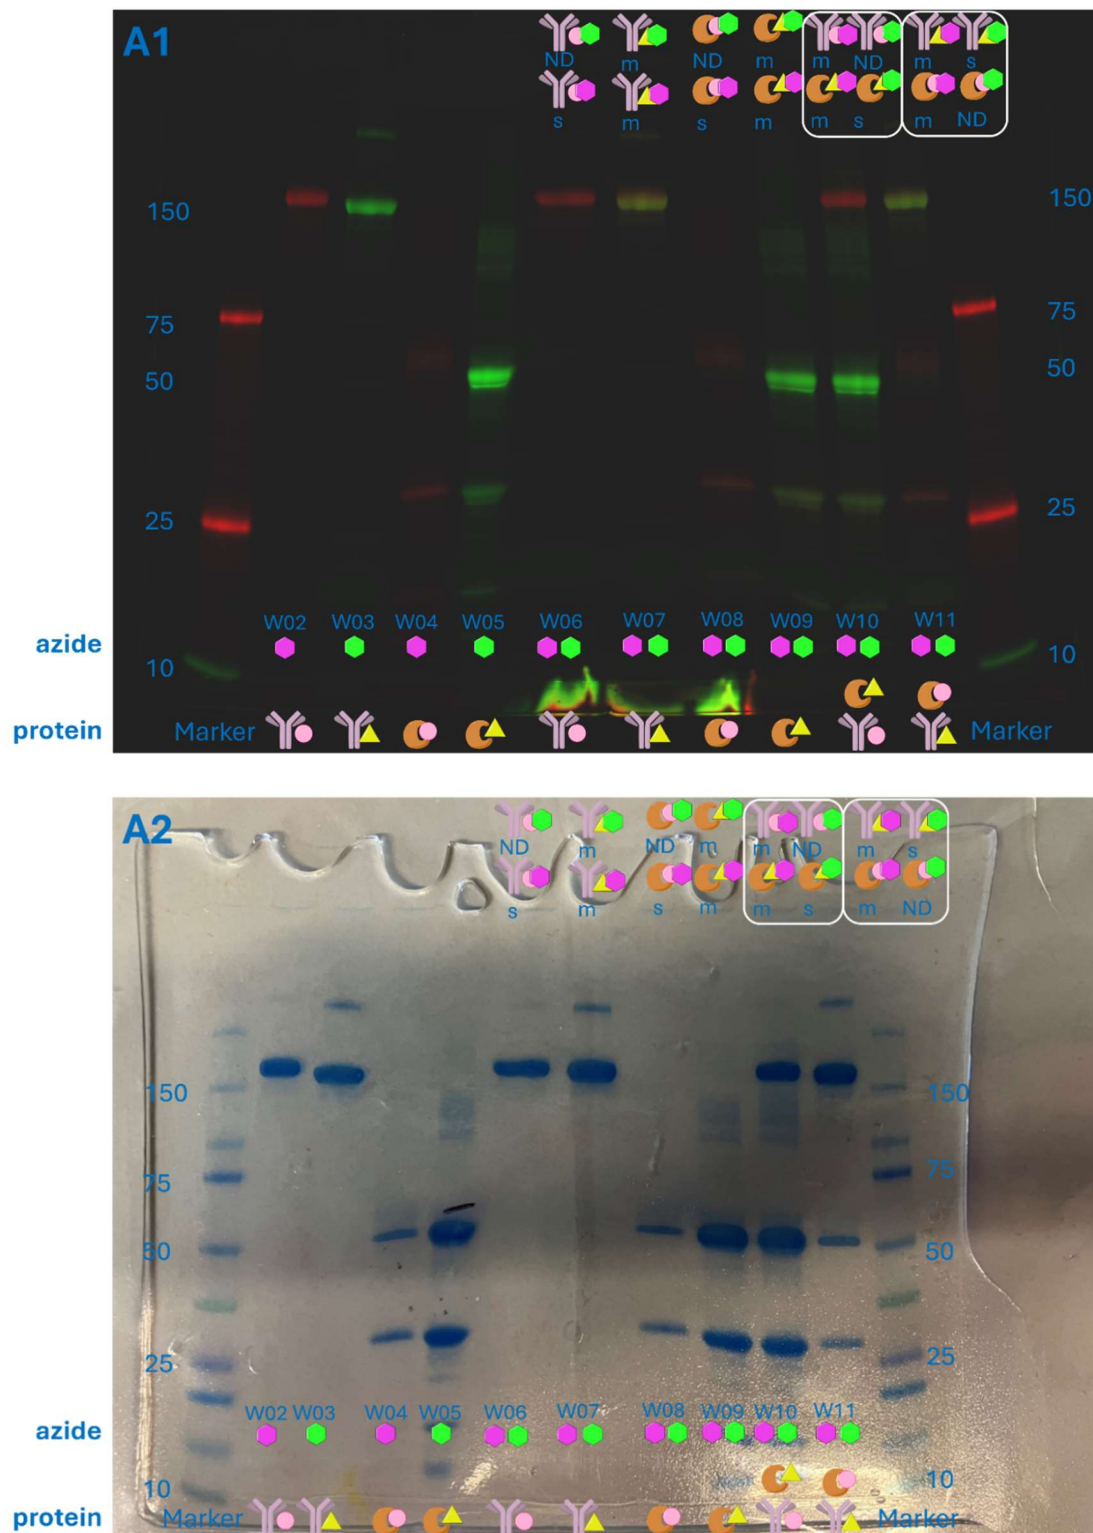 A1
ND m ND m m ND m s
s m s m m s m ND
150 150
75 75
50 50
25 25
W02 W03 W04 W05 W06 W07 W08 W09 W10 W11
azide
10 10
protein Marker Marker
A2
ND m ND m m ND m s
s m s m m s m ND
150 150
75 75
50 50
25 25
W02 W03 W04 W05 W06 W07 W08 W09 W10 W11
azide
10 10
protein Marker Marker